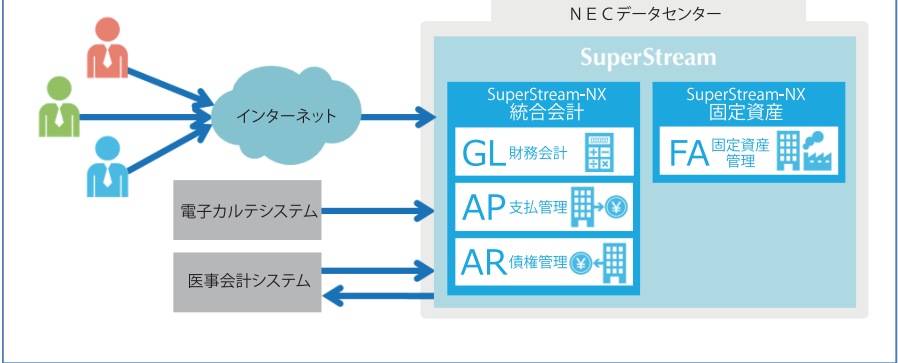 NECデータセンター
SuperStream
インターネット
電子カルテシステム
医事会計システム
SuperStream-NX
統合会計
GL 財務会計
AP 支払管理
¥
AR 債権管理
¥
SuperStream-NX
固定資産
FA 固定資産
管理